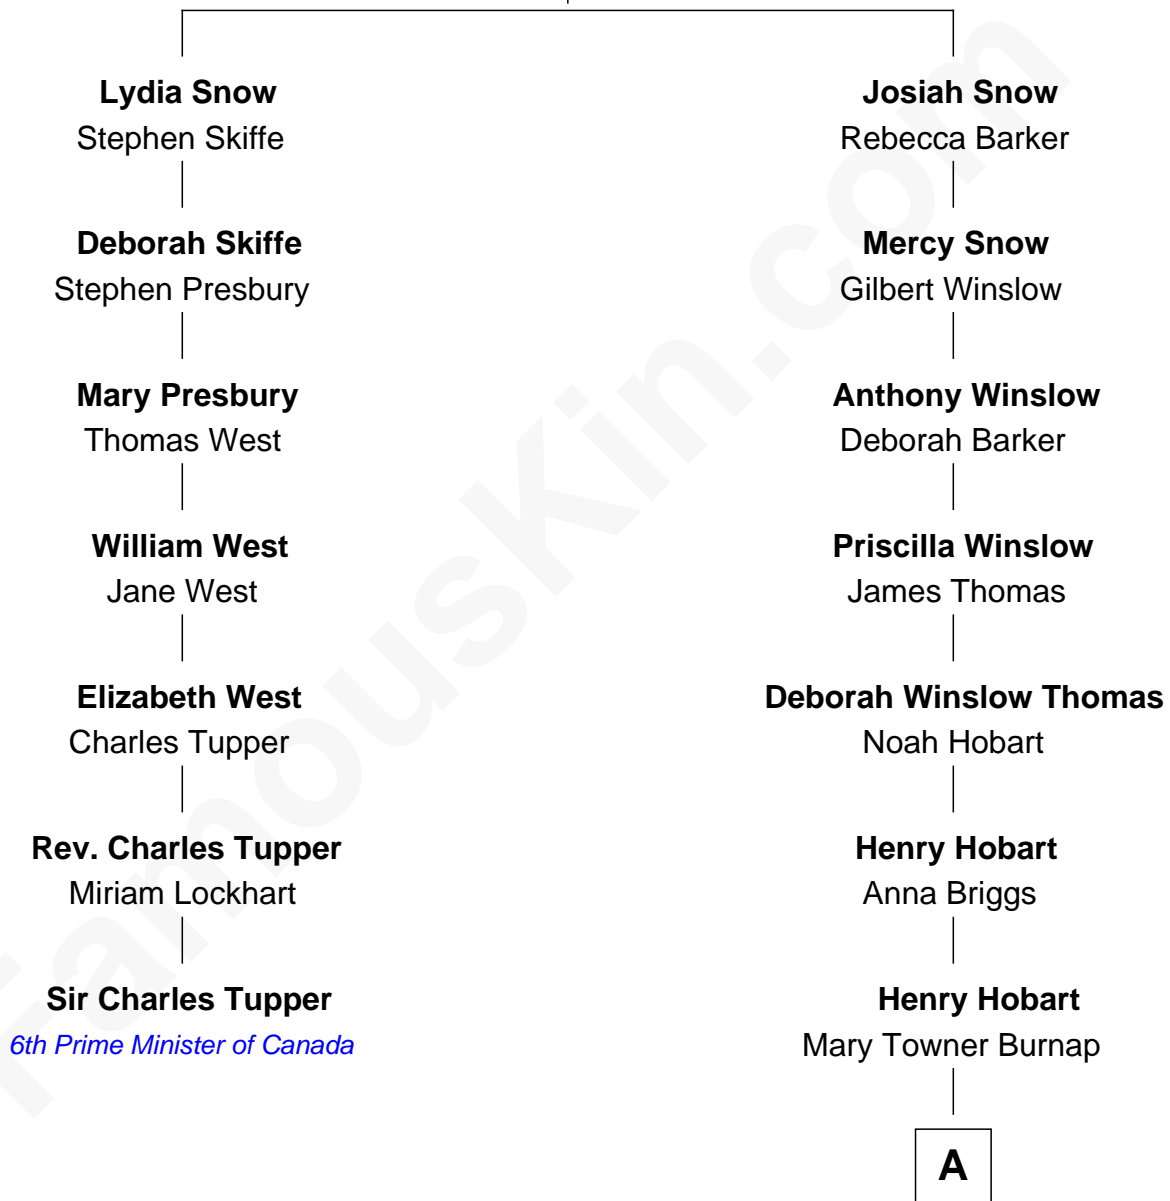 Lydia Snow
Stephen Skiffe
Deborah Skiffe
Stephen Presbury
Mary Presbury
Thomas West
William West
Jane West
Elizabeth West
Charles Tupper
Rev. Charles Tupper
Miriam Lockhart
Sir Charles Tupper
6th Prime Minister of Canada
Josiah Snow
Rebecca Barker
Mercy Snow
Gilbert Winslow
Anthony Winslow
Deborah Barker
Priscilla Winslow
James Thomas
Deborah Winslow Thomas
Noah Hobart
Henry Hobart
Anna Briggs
Henry Hobart
Mary Towner Burnap
A
FamousKin.com